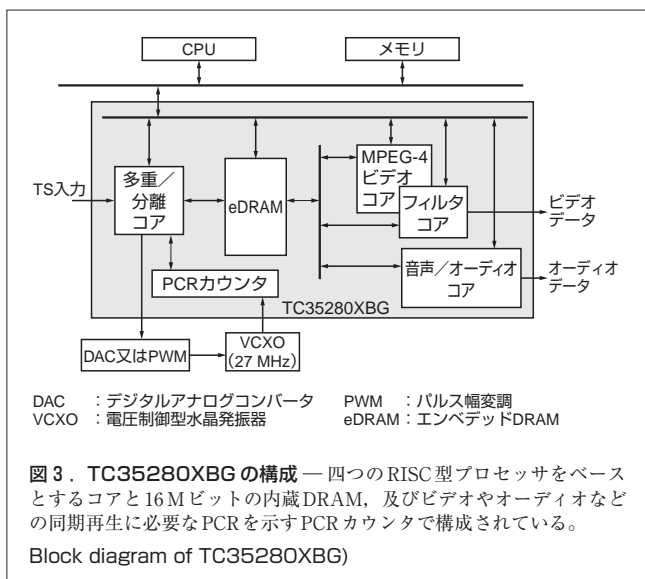 CPU
メモリ
TS入力
多重/
分離
コア
eDRAM
MPEG-4
ビデオ
コア
フィルタ
コア
ビデオ
データ
音声/オーディオ
コア
オーディオ
データ
PCRカウンタ
TC35280XBG
DAC又はPWM
VCXO
(27 MHz)
DAC :デジタルアナログコンバータ PWM :パルス幅変調
VCXO :電圧制御型水晶発振器 eDRAM:エンベデッドDRAM
図3.TC35280XBGの構成 — 四つのRISC型プロセッサをベース
とするコアと16Mビットの内蔵DRAM,及びビデオやオーディオなど
の同期再生に必要なPCRを示すPCRカウンタで構成されている。
Block diagram of TC35280XBG)